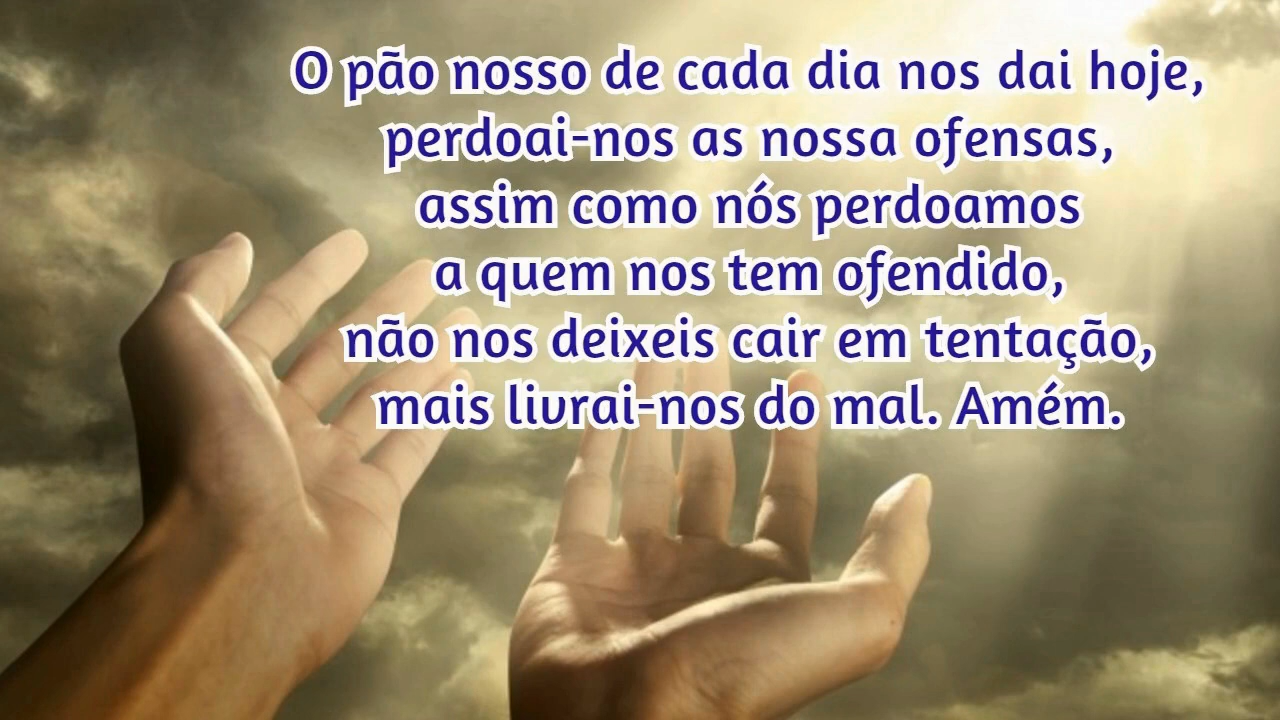 O pão nosso de cada dia nos dai hoje,
perdoai-nos as nossa ofensas,
assim como nós perdoamos
a quem nos tem ofendido,
não nos deixeis cair em tentação,
mais livrai-nos do mal. Amém.